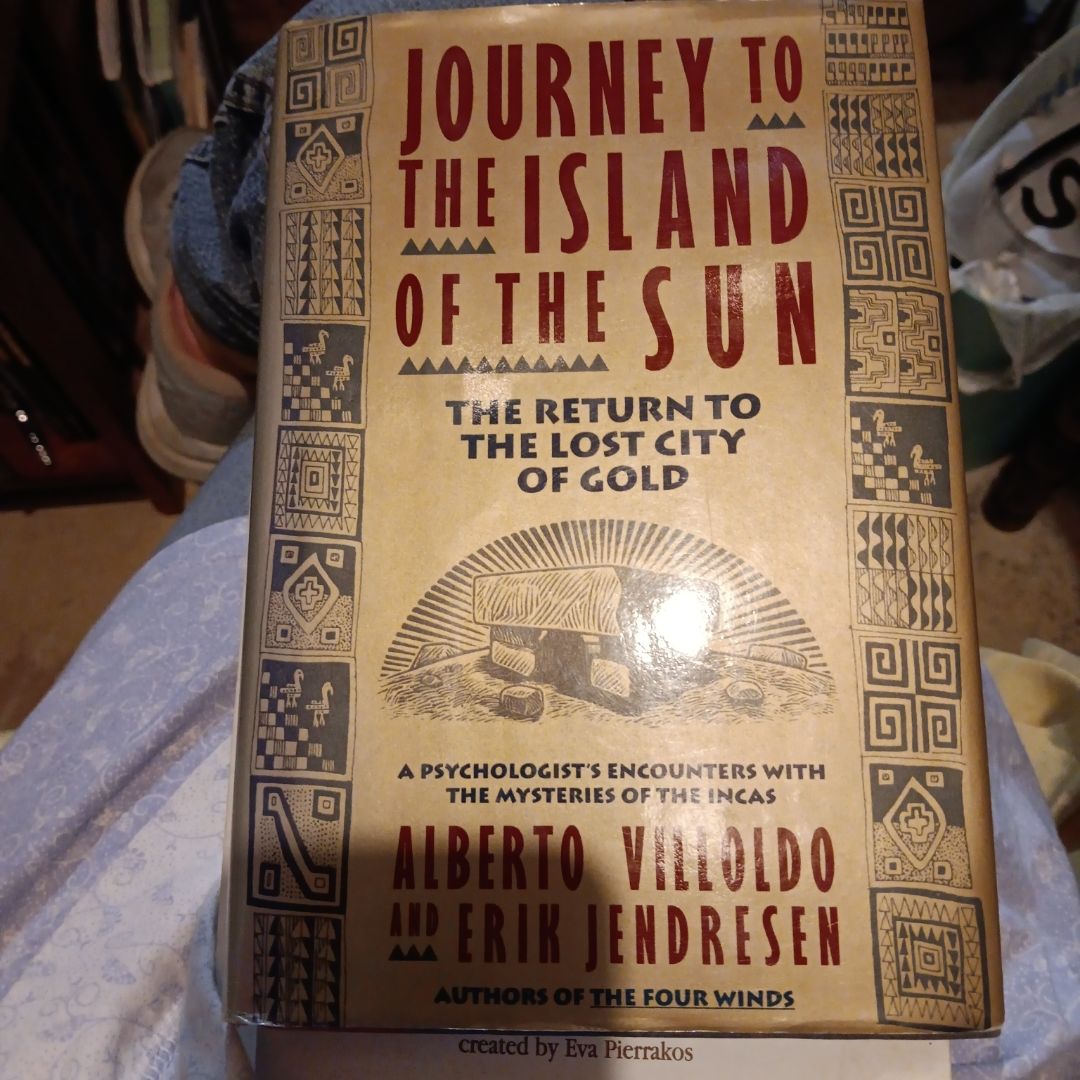 JOURNEY TO
THE ISLAND
OF THE SUN
THE RETURN TO
THE LOST CITY
OF GOLD
A PSYCHOLOGIST'S ENCOUNTERS WITH
THE MYSTERIES OF THE INCAS
ALBERTO VILLOLDO
AND ERIK JENDRESEN
AUTHORS OF THE FOUR WINDS
created by Eva Pierrakos